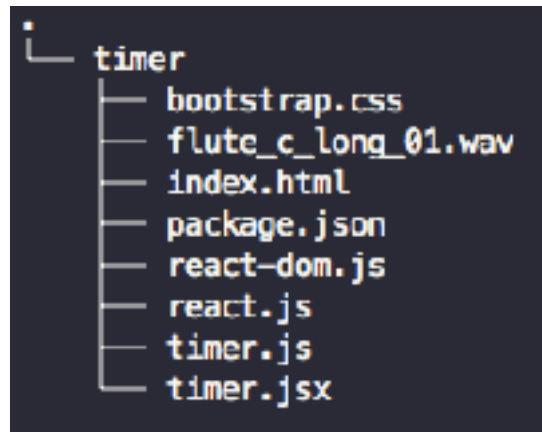 .
└── timer
├── bootstrap.css
├── flute_c_long_01.wav
├── index.html
├── package.json
├── react-dom.js
├── react.js
├── timer.js
└── timer.jsx